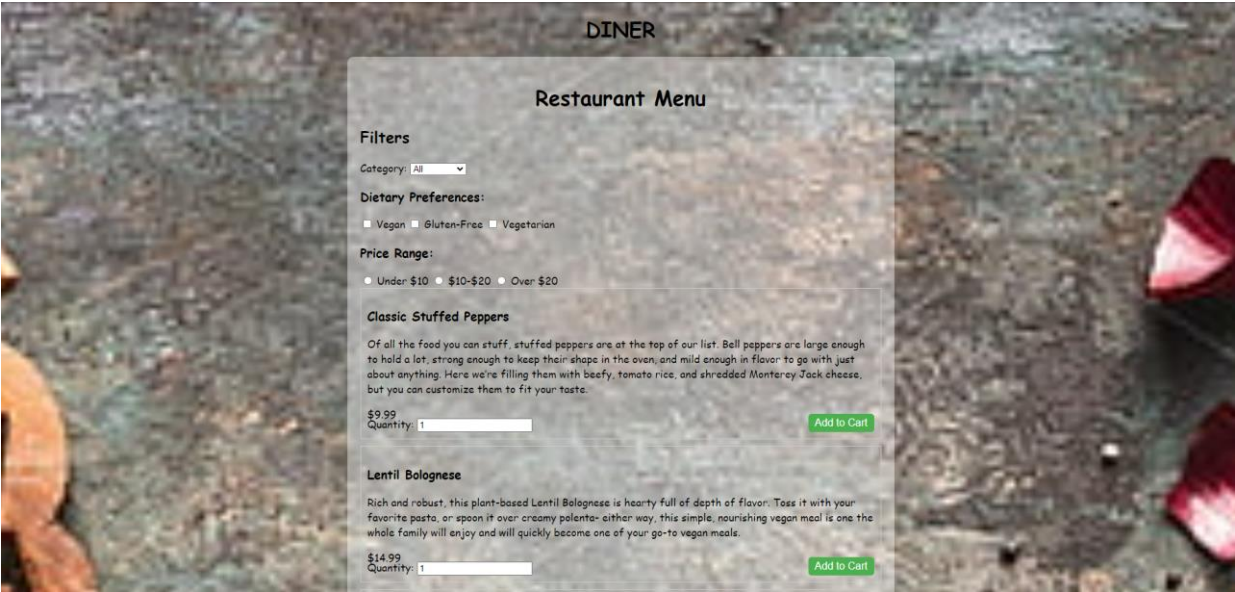 DINER
Restaurant Menu
Filters
Category: All
Dietary Preferences:
Vegan Gluten-Free Vegetarian
Price Range:
Under $10 $10-$20 Over $20
Classic Stuffed Peppers
Of all the food you can stuff, stuffed peppers are at the top of our list. Bell peppers are large enough
to hold a lot, strong enough to keep their shape in the oven, and mild enough in flavor to go with just
about anything. Here we're filling them with beefy, tomato rice, and shredded Monterey Jack cheese,
but you can customize them to fit your taste.
$9.99
Quantity: 1 Add to Cart
Lentil Bolognese
Rich and robust, this plant-based Lentil Bolognese is hearty full of depth of flavor. Toss it with your
favorite pasta, or spoon it over creamy polenta- either way, this simple, nourishing vegan meal is one the
whole family will enjoy and will quickly become one of your go-to vegan meals.
$14.99
Quantity: 1 Add to Cart